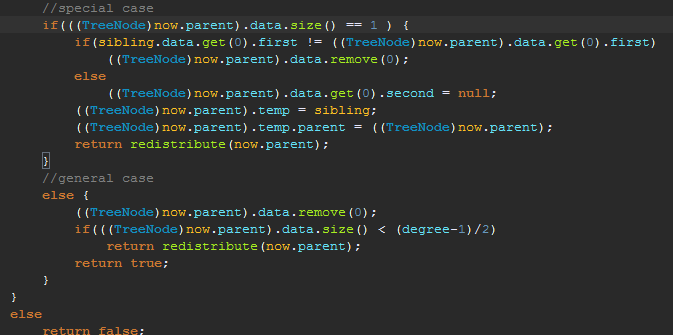 //special case
if(((TreeNode)now.parent).data.size() == 1 ) {
if(sibling.data.get(0).first != ((TreeNode)now.parent).data.get(0).first)
((TreeNode)now.parent).data.remove(0);
else
((TreeNode)now.parent).data.get(0).second = null;
((TreeNode)now.parent).temp = sibling;
((TreeNode)now.parent).temp.parent = ((TreeNode)now.parent);
return redistribute(now.parent);
}
//general case
else {
((TreeNode)now.parent).data.remove(0);
if(((TreeNode)now.parent).data.size() < (degree-1)/2)
return redistribute(now.parent);
return true;
}
}
else
return false;